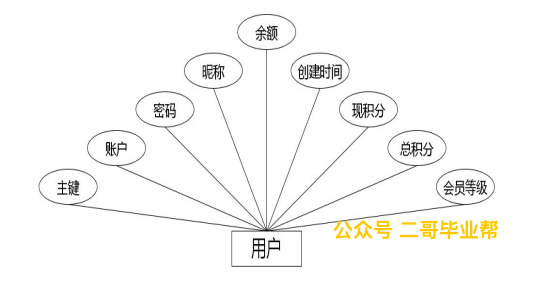 余额
昵称
创建时间
密码
现积分
账户
总积分
主键
会员等级
公众号 二哥毕业帮
用户